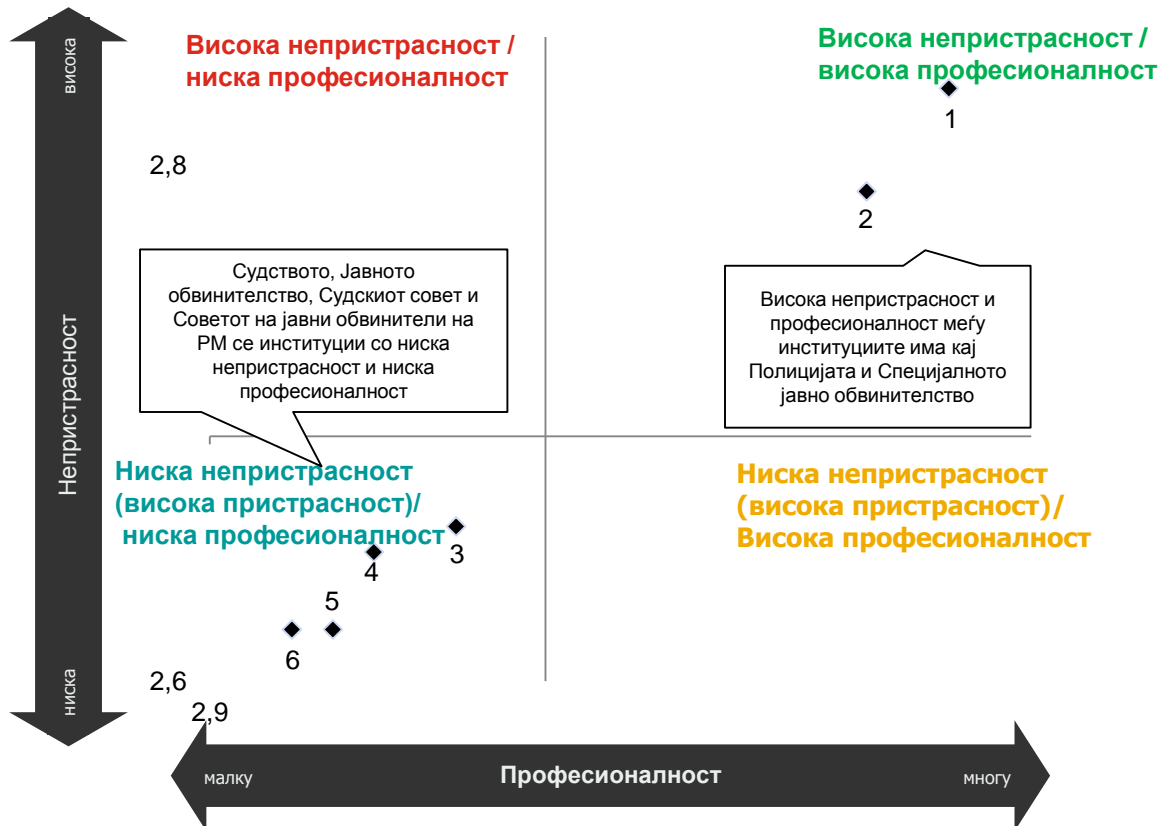 висока
Висока непристрасност /
ниска професионалност
Висока непристрасност /
висока професионалност
1
2,8
2
Судството, Јавното
обвинителство, Судскиот совет и
Советот на јавни обвинители на
РМ се институции со ниска
непристрасност и ниска
професионалност
Висока непристрасност и
професионалност меѓу
институциите има кај
Полицијата и Специјалното
јавно обвинителство
Непристрасност
Ниска непристрасност
(висока пристрасност)/
ниска професионалност
Ниска непристрасност
(висока пристрасност)/
Висока професионалност
3
4
5
6
ниска
2,6
2,9
малку
Професионалност
многу